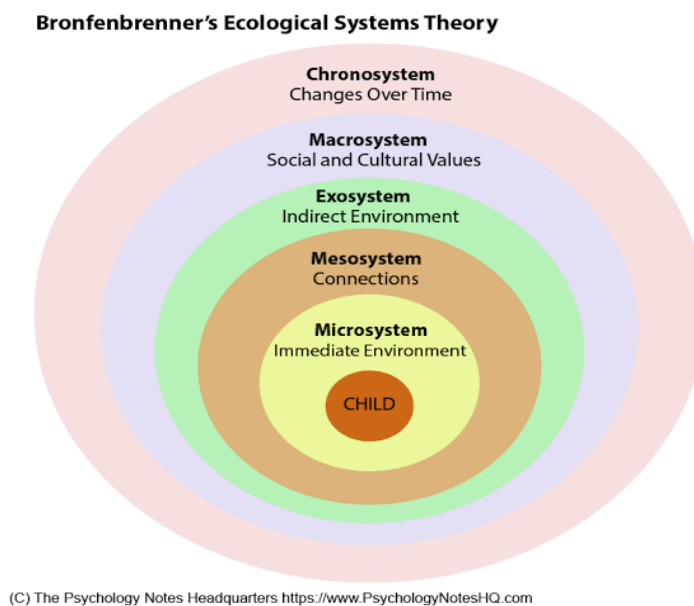 Bronfenbrenner's Ecological Systems Theory
Chronosystem
Changes Over Time
Macrosystem
Social and Cultural Values
Exosystem
Indirect Environment
Mesosystem
Connections
Microsystem
Immediate Environment
CHILD
(C) The Psychology Notes Headquarters https://www.PsychologyNotesHQ.com